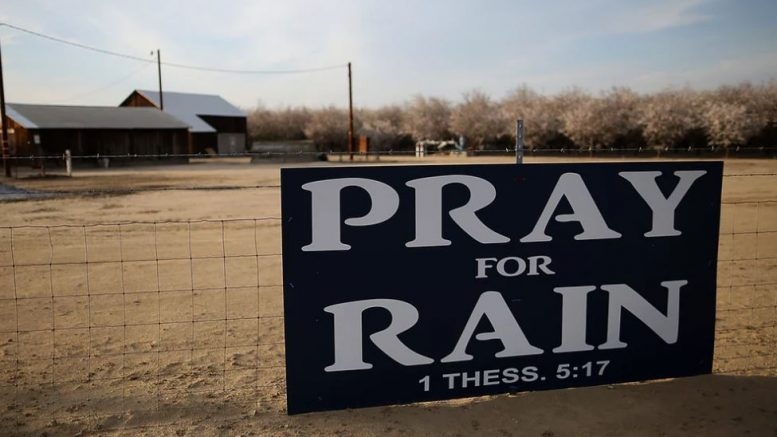 PRAY
FOR
RAIN
1 THESS. 5:17